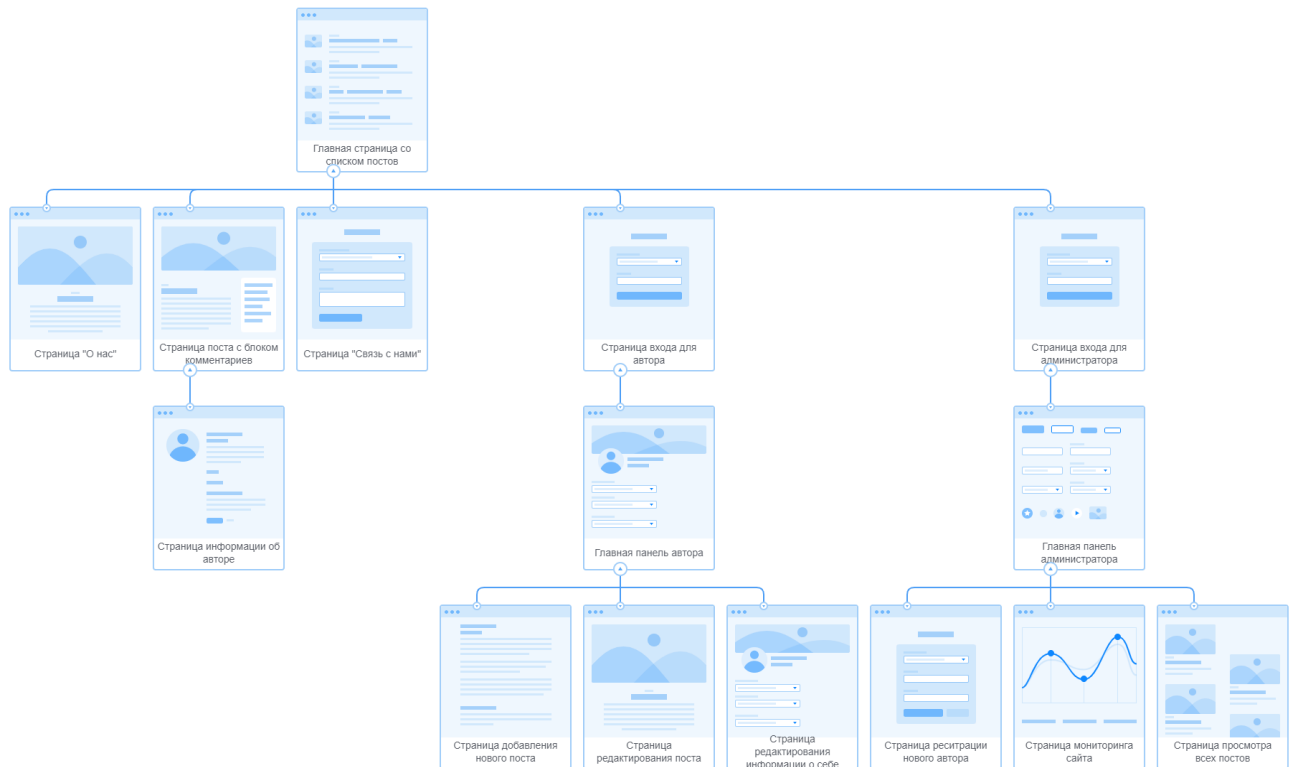 Главная страница со
списком постов
Страница "О нас"
Страница поста с блоком
комментариев
Страница "Связь с нами"
Страница входа для
автора
Страница входа для
администратора
Страница информации об
авторе
Главная панель автора
Главная панель
администратора
Страница добавления
нового поста
Страница
редактирования поста
Страница
редактирования
информации о себе
Страница реситрации
нового автора
Страница мониторинга
сайта
Страница просмотра
всех постов